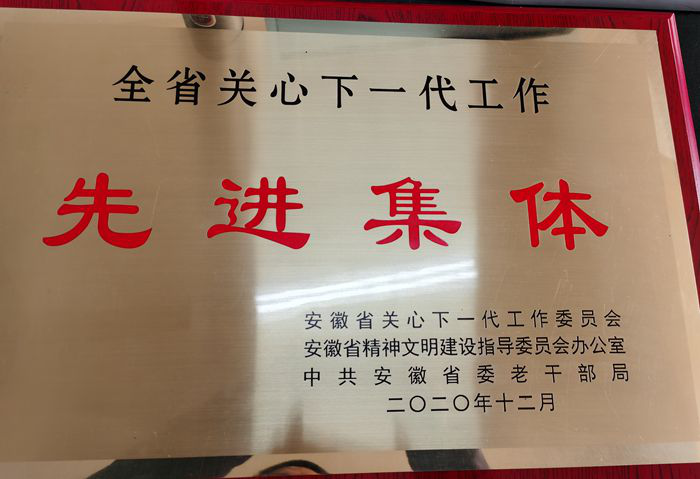 全省关心下一代工作
先进集体
安徽省关心下一代工作委员会
安徽省精神文明建设指导委员会办公室
中共安徽省委老干部局
二〇二〇年十二月